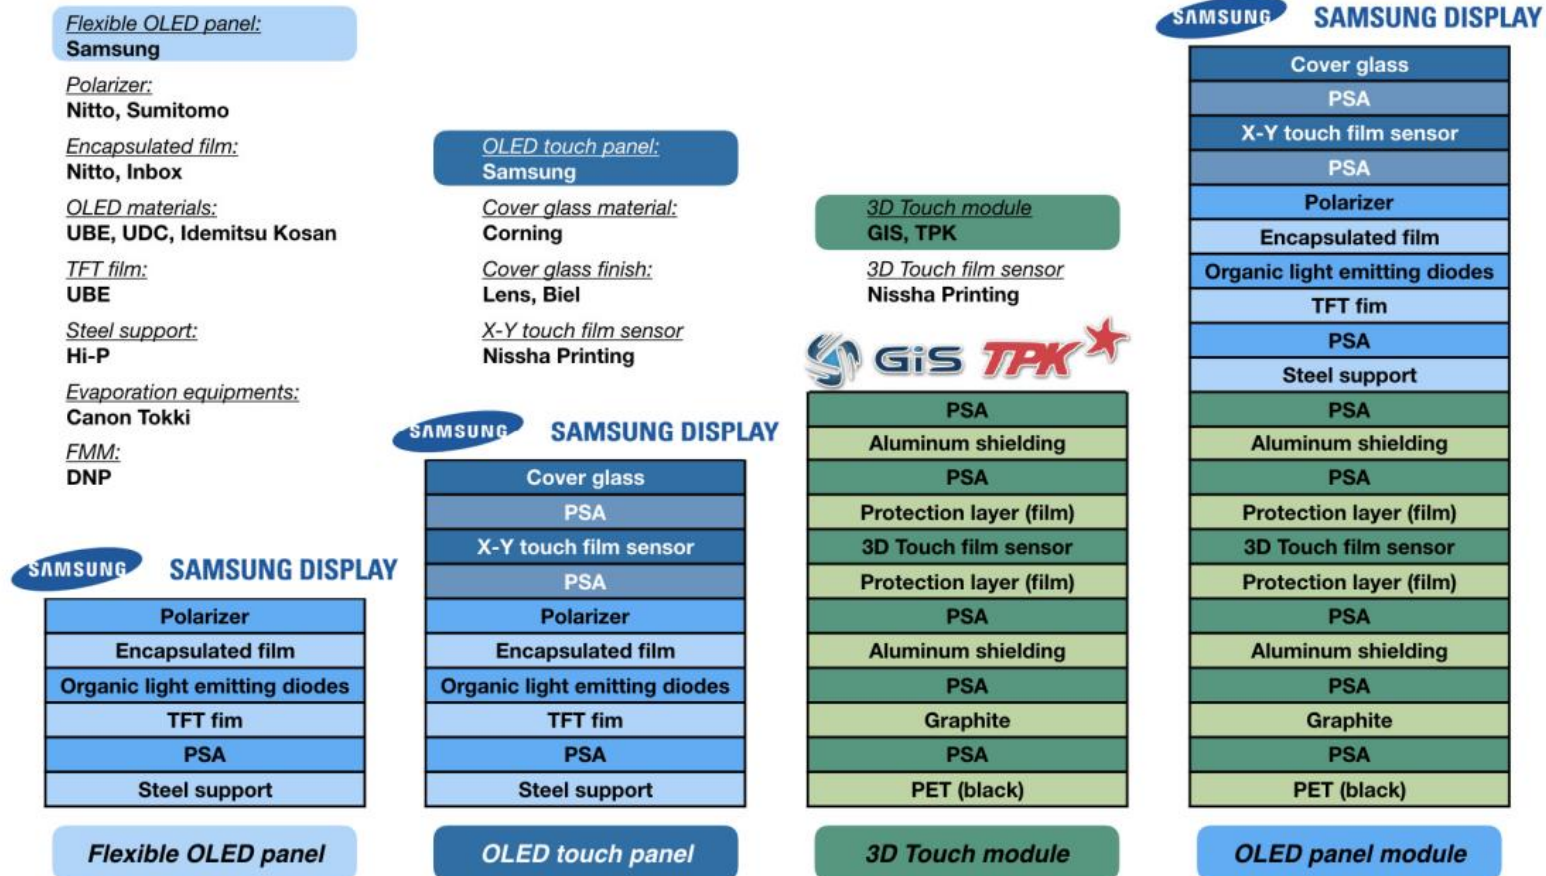 Flexible OLED panel:
Samsung
Polarizer:
Nitto, Sumitomo
Encapsulated film:
Nitto, Inbox
OLED materials:
UBE, UDC, Idemitsu Kosan
TFT film:
UBE
Steel support:
Hi-P
Evaporation equipments:
Canon Tokki
FMM:
DNP
SAMSUNG SAMSUNG DISPLAY
Polarizer
Encapsulated film
Organic light emitting diodes
TFT fim
PSA
Steel support
Flexible OLED panel
OLED touch panel:
Samsung
Cover glass material:
Corning
Cover glass finish:
Lens, Biel
X-Y touch film sensor
Nissha Printing
SAMSUNG SAMSUNG DISPLAY
Cover glass
PSA
X-Y touch film sensor
PSA
Polarizer
Encapsulated film
Organic light emitting diodes
TFT fim
PSA
Steel support
OLED touch panel
3D Touch module
GIS, TPK
3D Touch film sensor
Nissha Printing
GiS TPK
PSA
Aluminum shielding
PSA
Protection layer (film)
3D Touch film sensor
Protection layer (film)
PSA
Aluminum shielding
PSA
Graphite
PSA
PET (black)
3D Touch module
SAMSUNG SAMSUNG DISPLAY
Cover glass
PSA
X-Y touch film sensor
PSA
Polarizer
Encapsulated film
Organic light emitting diodes
TFT fim
PSA
Steel support
PSA
Aluminum shielding
PSA
Protection layer (film)
3D Touch film sensor
Protection layer (film)
PSA
Aluminum shielding
PSA
Graphite
PSA
PET (black)
OLED panel module